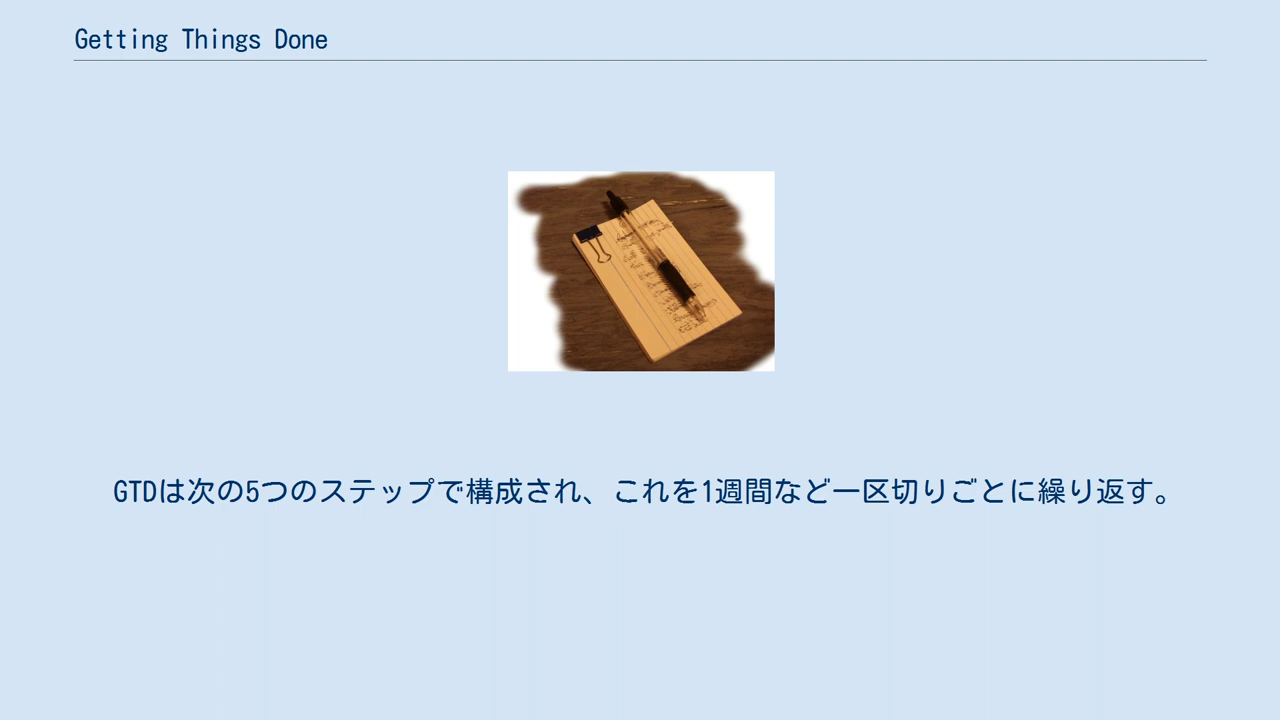 Getting Things Done
GTDは次の5つのステップで構成され、これを1週間など一区切りごとに繰り返す。